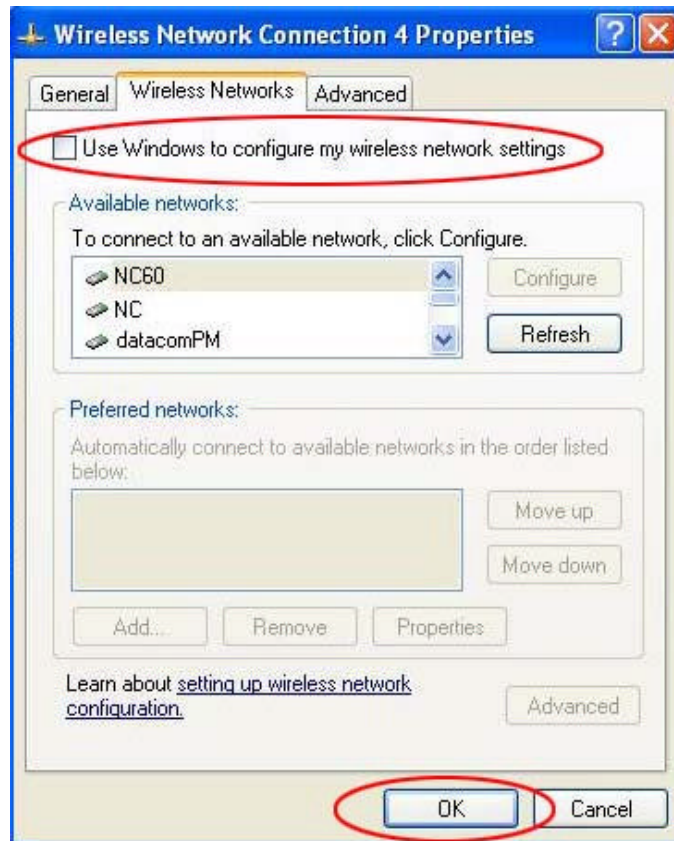 Wireless Network Connection 4 Properties
General Wireless Networks Advanced
Use Windows to configure my wireless network settings
Available networks:
To connect to an available network, click Configure.
NC60
Configure
NC
datacomPM
Refresh
Preferred networks:
Automatically connect to available networks in the order listed
below:
Move up
Move down
Add... Remove Properties
Learn about setting up wireless network
configuration.
Advanced
OK Cancel